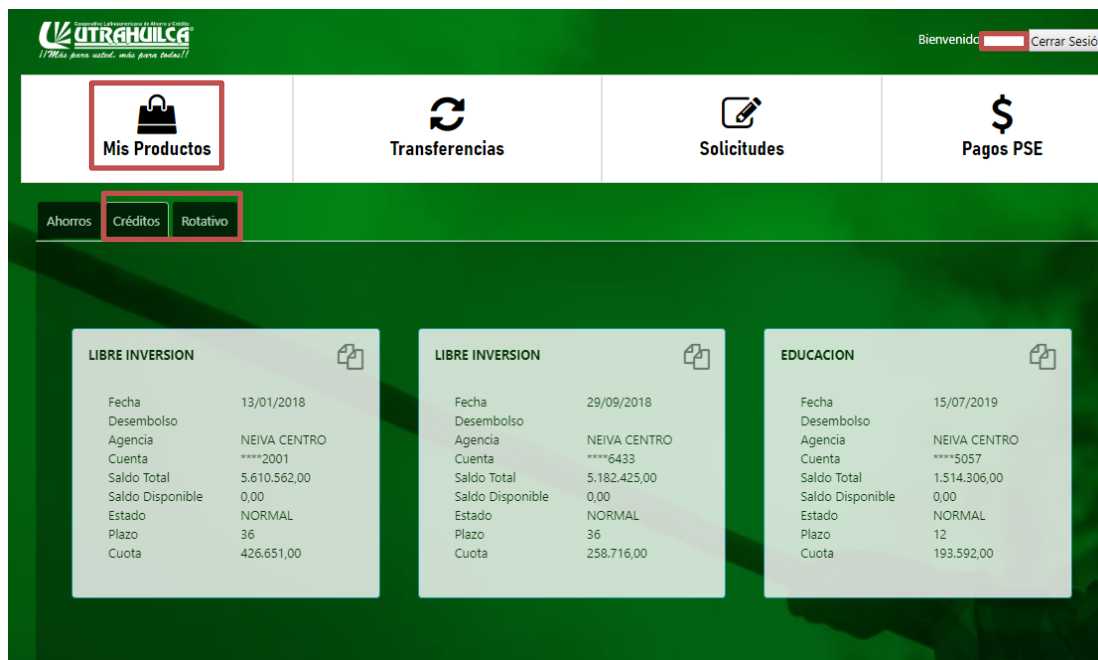 Cooperativa Latinoamericana de Ahorro y Crédito
UTRAHUILCA
!!Más para usted, más para todos!!
Bienvenido
Cerrar Sesió
Mis Productos
Transferencias
Solicitudes
Pagos PSE
Ahorros
Créditos
Rotativo
LIBRE INVERSION
Fecha Desembolso 13/01/2018
Agencia NEIVA CENTRO
Cuenta ****2001
Saldo Total 5.610.562,00
Saldo Disponible 0,00
Estado NORMAL
Plazo 36
Cuota 426.651,00
LIBRE INVERSION
Fecha Desembolso 29/09/2018
Agencia NEIVA CENTRO
Cuenta ****6433
Saldo Total 5.182.425,00
Saldo Disponible 0,00
Estado NORMAL
Plazo 36
Cuota 258.716,00
EDUCACION
Fecha Desembolso 15/07/2019
Agencia NEIVA CENTRO
Cuenta ****5057
Saldo Total 1.514.306,00
Saldo Disponible 0,00
Estado NORMAL
Plazo 12
Cuota 193.592,00